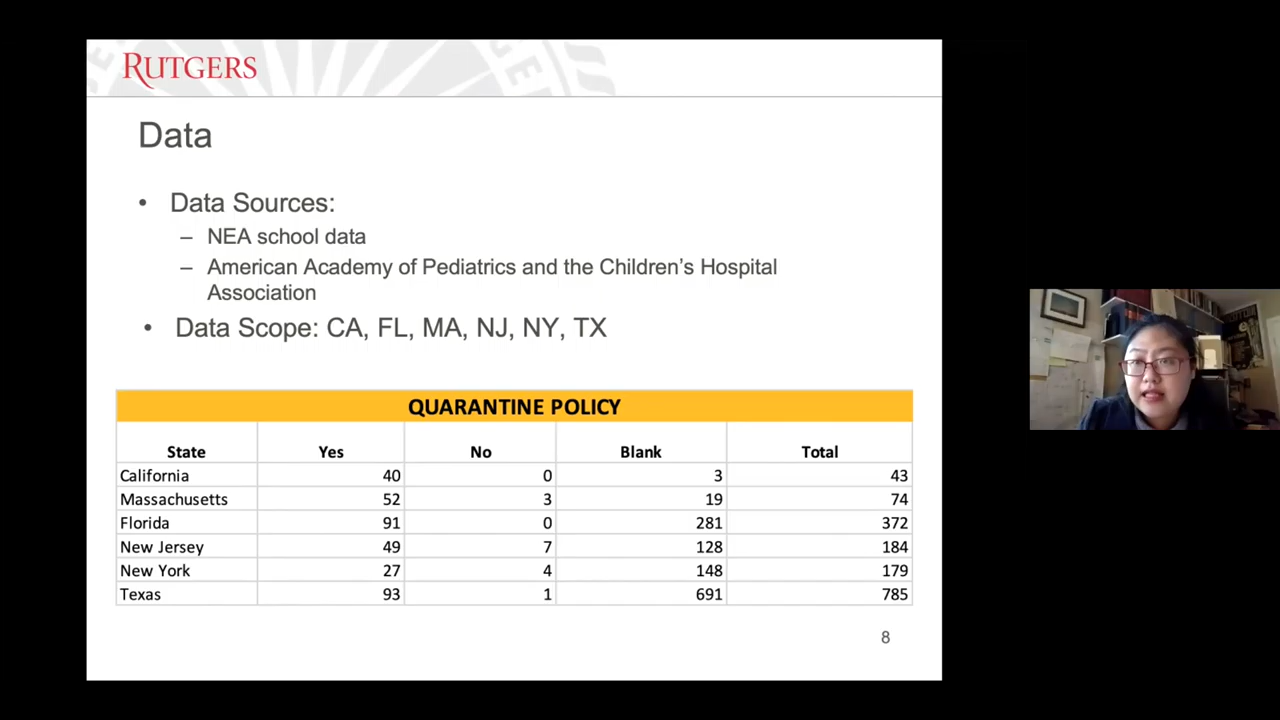 RUTGERS
Data
• Data Sources:
– NEA school data
– American Academy of Pediatrics and the Children's Hospital
Association
• Data Scope: CA, FL, MA, NJ, NY, TX
QUARANTINE POLICY
State Yes No Blank Total
California 40 0 3 43
Massachusetts 52 3 19 74
Florida 91 0 281 372
New Jersey 49 7 128 184
New York 27 4 148 179
Texas 93 1 691 785
8